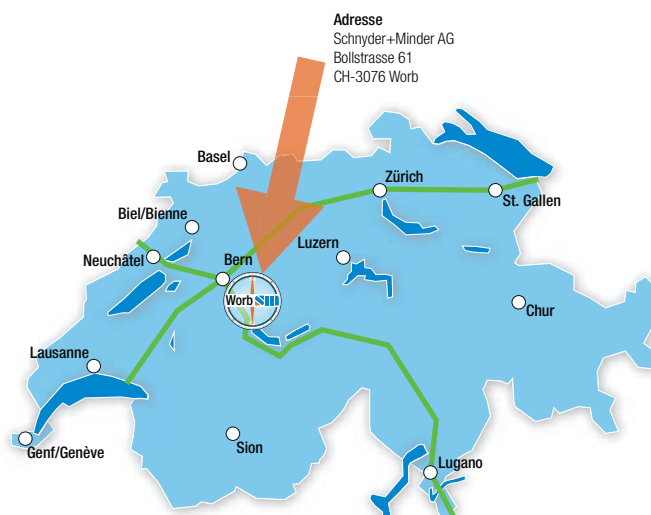 Adresse
Schnyder+Minder AG
Bollstrasse 61
CH-3076 Worb
Basel
Zürich
St. Gallen
Biel/Bienne
Neuchâtel
Bern
Luzern
Worb
Chur
Lausanne
Genf/Genève
Sion
Lugano